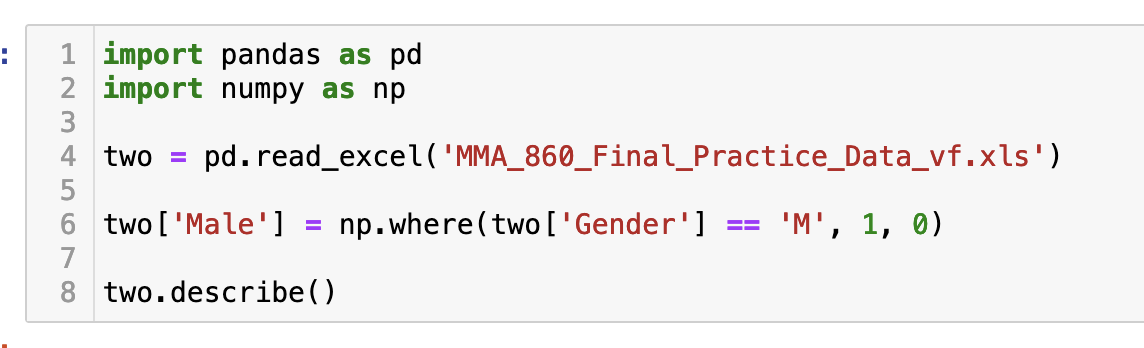 :
1 import pandas as pd
2 import numpy as np
3
4 two = pd.read_excel('MMA_860_Final_Practice_Data_vf.xls')
5
6 two['Male'] = np.where(two['Gender'] == 'M', 1, 0)
7
8 two.describe()